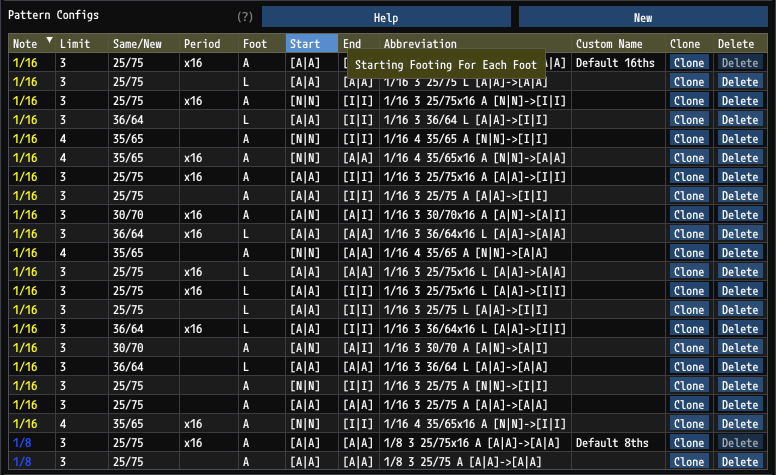 Pattern Configs (?) Help New
Note Limit Same/New Period Foot Start End Abbreviation Custom Name Clone Delete
1/16 3 25/75 x16 A [A|A] [A A|A] Default 16ths Clone Delete
Starting Footing For Each Foot
1/16 3 25/75 L [A|A] [I|I] 1/16 3 25/75 L [A|A]->[I|I] Clone Delete
1/16 3 25/75 x16 A [N|N] [I|I] 1/16 3 25/75x16 A [N|N]->[I|I] Clone Delete
1/16 3 36/64 L [A|A] [I|I] 1/16 3 36/64 L [A|A]->[I|I] Clone Delete
1/16 4 35/65 A [N|N] [I|I] 1/16 4 35/65 A [N|N]->[I|I] Clone Delete
1/16 4 35/65 x16 A [N|N] [A|A] 1/16 4 35/65x16 A [N|N]->[A|A] Clone Delete
1/16 3 25/75 x16 A [A|A] [I|I] 1/16 3 25/75x16 A [A|A]->[I|I] Clone Delete
1/16 3 25/75 A [A|A] [I|I] 1/16 3 25/75 A [A|A]->[I|I] Clone Delete
1/16 3 30/70 x16 A [A|N] [A|I] 1/16 3 30/70x16 A [A|N]->[A|I] Clone Delete
1/16 3 36/64 x16 L [A|A] [A|A] 1/16 3 36/64x16 L [A|A]->[A|A] Clone Delete
1/16 4 35/65 A [N|N] [A|A] 1/16 4 35/65 A [N|N]->[A|A] Clone Delete
1/16 3 25/75 x16 L [A|A] [A|A] 1/16 3 25/75x16 L [A|A]->[A|A] Clone Delete
1/16 3 25/75 x16 L [A|A] [I|I] 1/16 3 25/75x16 L [A|A]->[I|I] Clone Delete
1/16 3 25/75 L [A|A] [I|I] 1/16 3 25/75 L [A|A]->[I|I] Clone Delete
1/16 3 36/64 x16 L [A|A] [I|I] 1/16 3 36/64x16 L [A|A]->[I|I] Clone Delete
1/16 3 30/70 A [A|N] [A|I] 1/16 3 30/70 A [A|N]->[A|I] Clone Delete
1/16 3 36/64 L [A|A] [A|A] 1/16 3 36/64 L [A|A]->[A|A] Clone Delete
1/16 3 25/75 A [N|N] [I|I] 1/16 3 25/75 A [N|N]->[I|I] Clone Delete
1/16 3 25/75 A [A|A] [A|A] 1/16 3 25/75 A [A|A]->[A|A] Clone Delete
1/16 4 35/65 x16 A [N|N] [I|I] 1/16 4 35/65x16 A [N|N]->[I|I] Clone Delete
1/8 3 25/75 x16 A [A|A] [A|A] 1/8 3 25/75x16 A [A|A]->[A|A] Default 8ths Clone Delete
1/8 3 25/75 A [A|A] [A|A] 1/8 3 25/75 A [A|A]->[A|A] Clone Delete